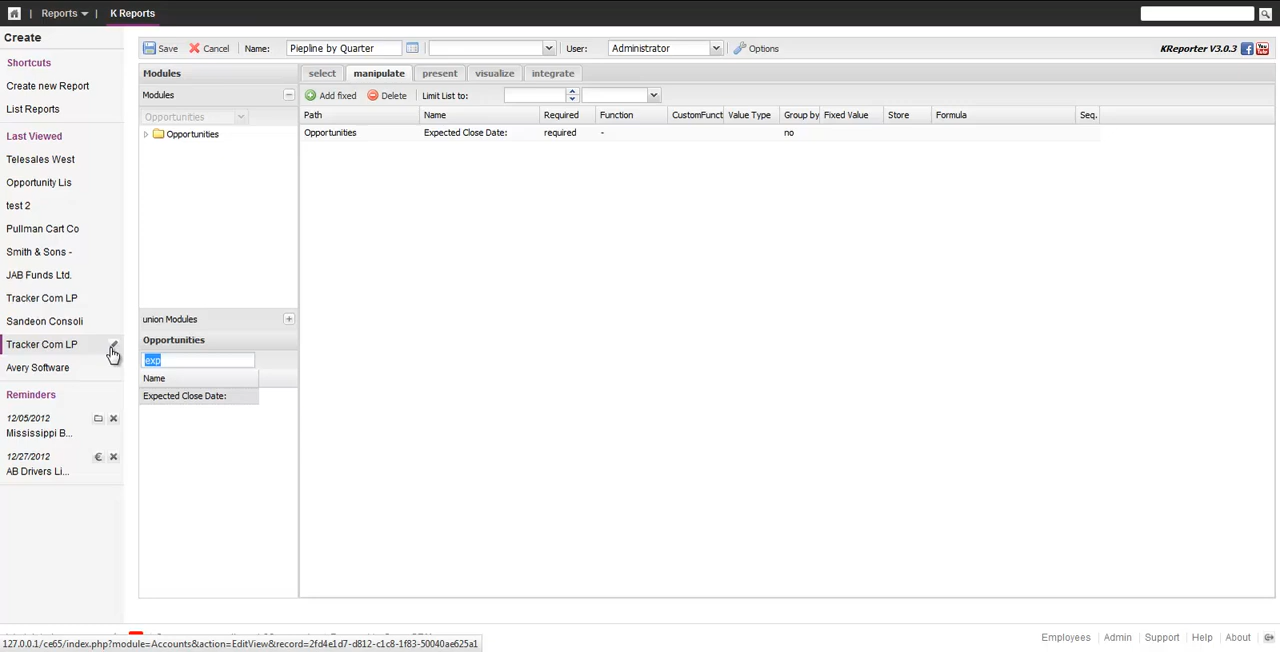 Reports | K Reports
Create
Shortcuts
Create new Report
List Reports
Last Viewed
Telesales West
Opportunity Lis
test 2
Pullman Cart Co
Smith & Sons -
JAB Funds Ltd.
Tracker Com LP
Sandeon Consoli
Tracker Com LP
Avery Software
Reminders
12/05/2012
Mississippi B...
12/27/2012
AB Drivers Li...
Save Cancel Name: Piepline by Quarter User: Administrator Options KReporter V3.0.3
Modules
Modules
Opportunities
Opportunities
union Modules
Opportunities
exp
Name
Expected Close Date:
select manipulate present visualize integrate
Add fixed Delete Limit List to:
Path Name Required Function CustomFuncti Value Type Group by Fixed Value Store Formula Seq.
Opportunities Expected Close Date: required - no
Employees Admin Support Help About
127.0.0.1/ce65/index.php?module=Accounts&action=EditView&record=2fd4e1d7-d812-c1c8-1f83-50040ae625a1